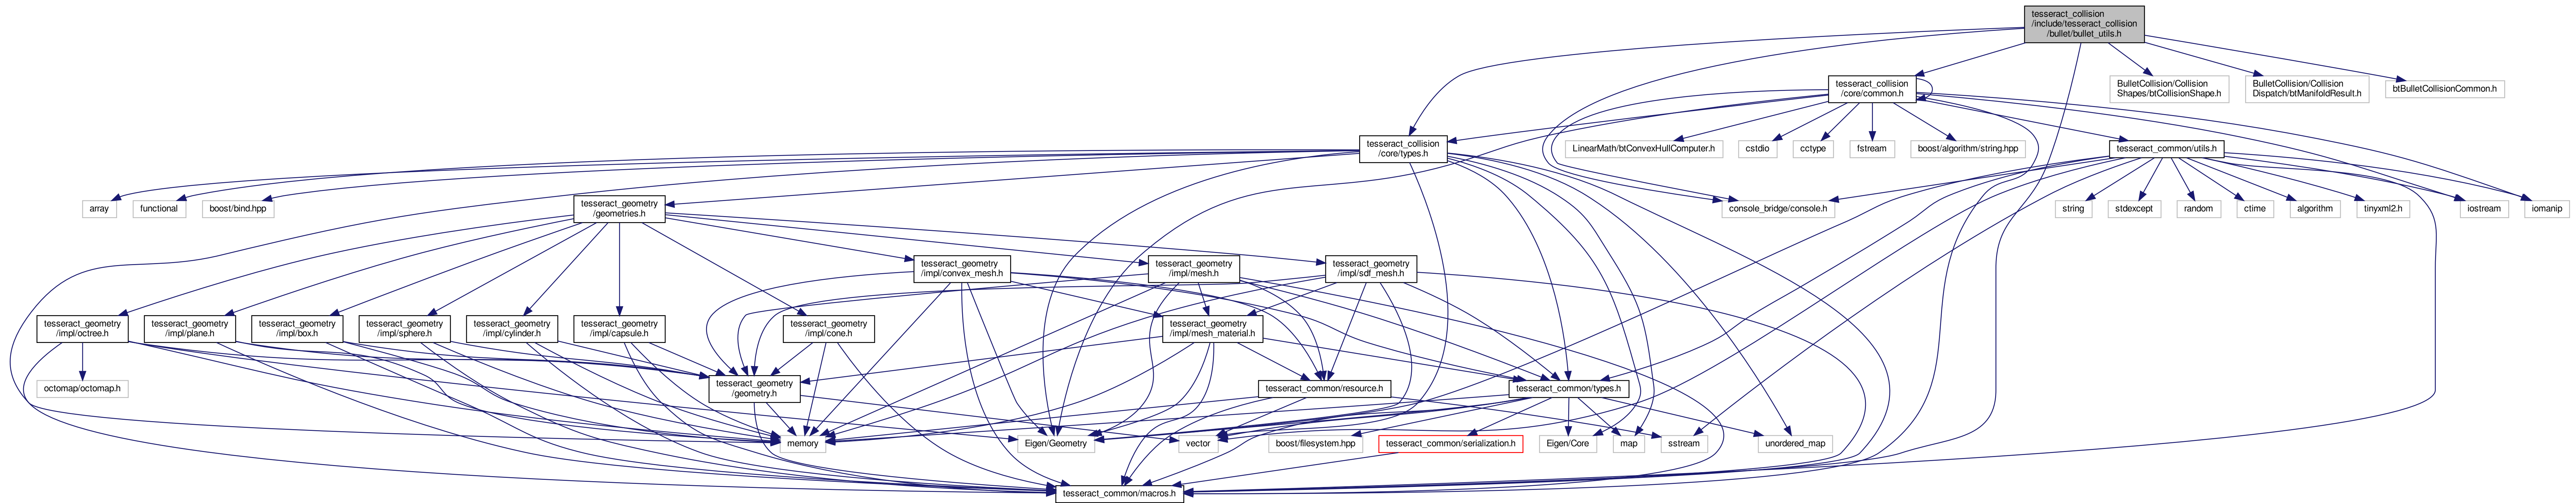 tesseract_collision
/include/tesseract_collision
/bullet/bullet_utils.h
tesseract_collision
/core/common.h
BulletCollision/Collision
Shapes/btCollisionShape.h
BulletCollision/Collision
Dispatch/btManifoldResult.h
btBulletCollisionCommon.h
tesseract_collision
/core/types.h
LinearMath/btConvexHullComputer.h
cstdio
cctype
fstream
boost/algorithm/string.hpp
tesseract_common/utils.h
array
functional
boost/bind.hpp
tesseract_geometry
/geometries.h
console_bridge/console.h
string
stdexcept
random
ctime
algorithm
tinyxml2.h
iostream
iomanip
tesseract_geometry
/impl/convex_mesh.h
tesseract_geometry
/impl/mesh.h
tesseract_geometry
/impl/sdf_mesh.h
tesseract_geometry
/impl/octree.h
tesseract_geometry
/impl/plane.h
tesseract_geometry
/impl/box.h
tesseract_geometry
/impl/sphere.h
tesseract_geometry
/impl/cylinder.h
tesseract_geometry
/impl/capsule.h
tesseract_geometry
/impl/cone.h
tesseract_geometry
/impl/mesh_material.h
octomap/octomap.h
tesseract_geometry
/geometry.h
tesseract_common/resource.h
tesseract_common/types.h
memory
Eigen/Geometry
vector
boost/filesystem.hpp
tesseract_common/serialization.h
Eigen/Core
map
sstream
unordered_map
tesseract_common/macros.h